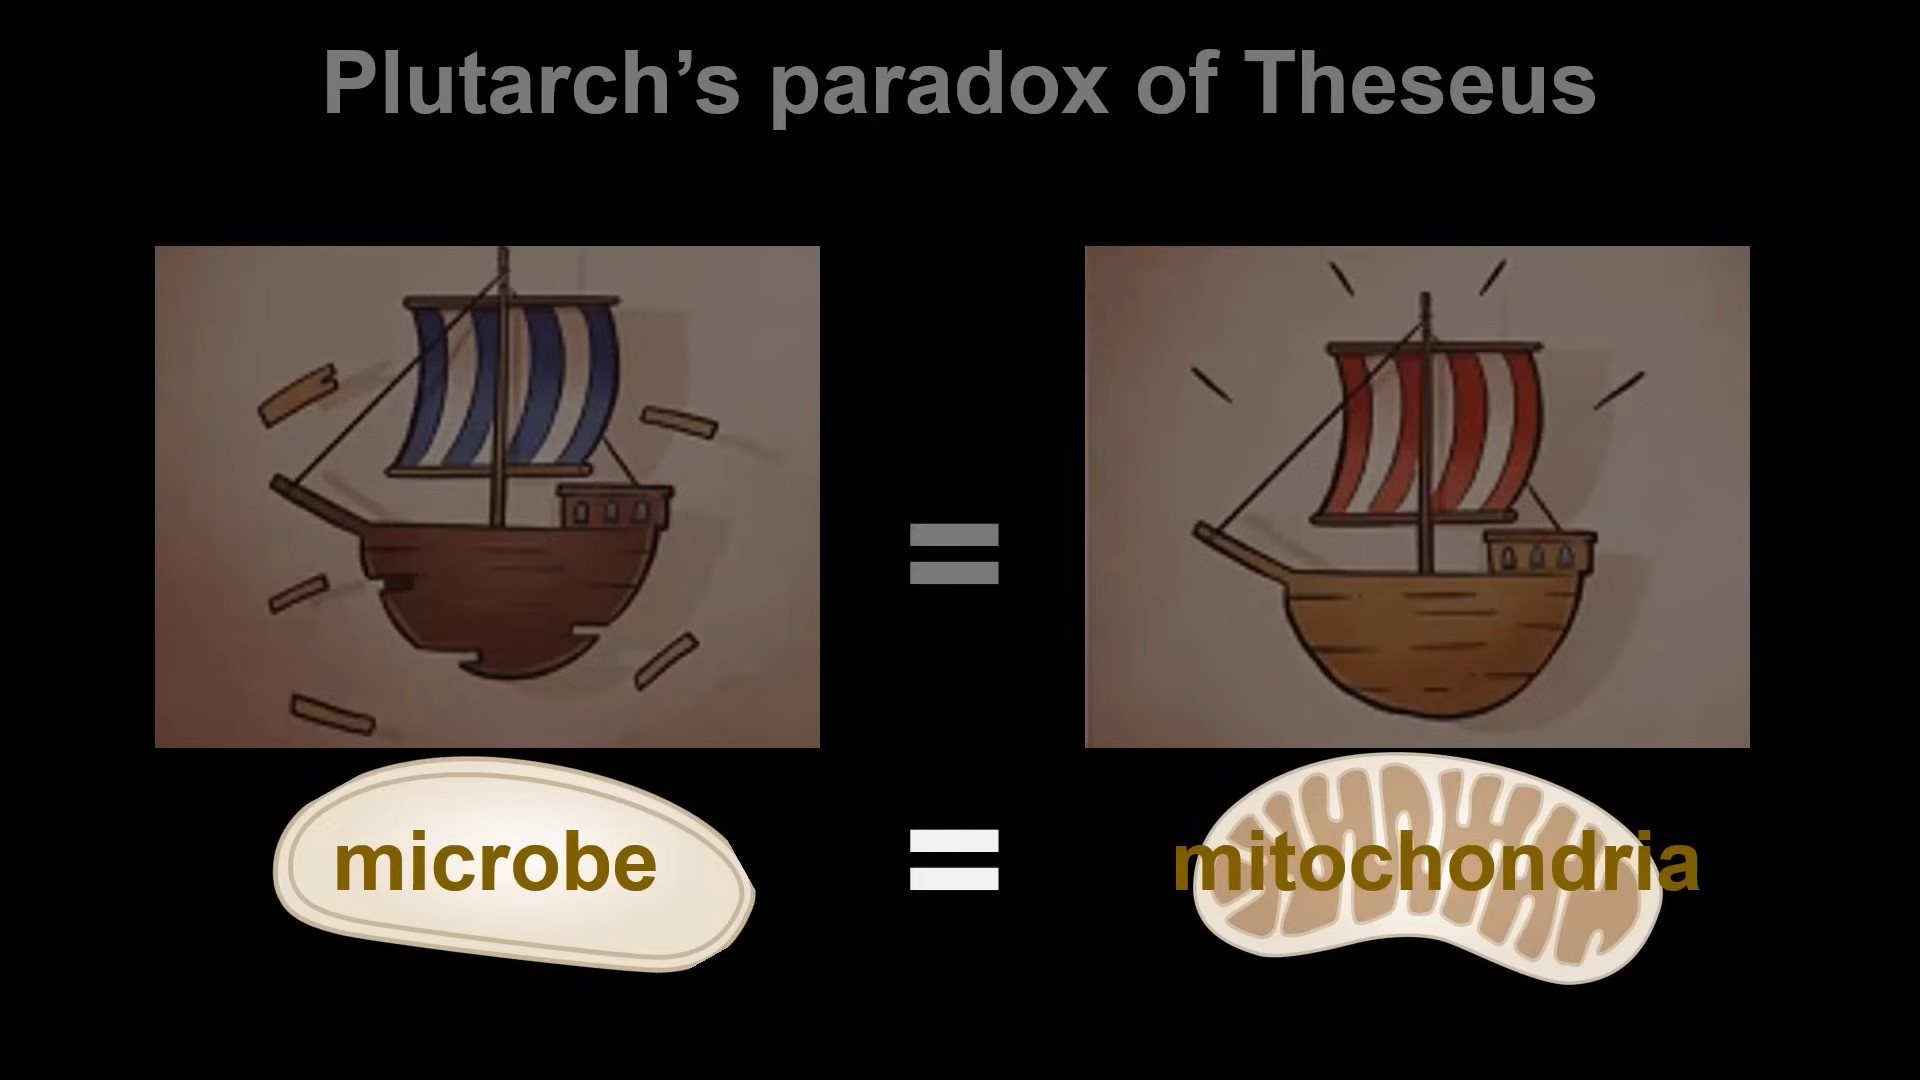 Plutarch’s paradox of Theseus
=
microbe = mitochondria